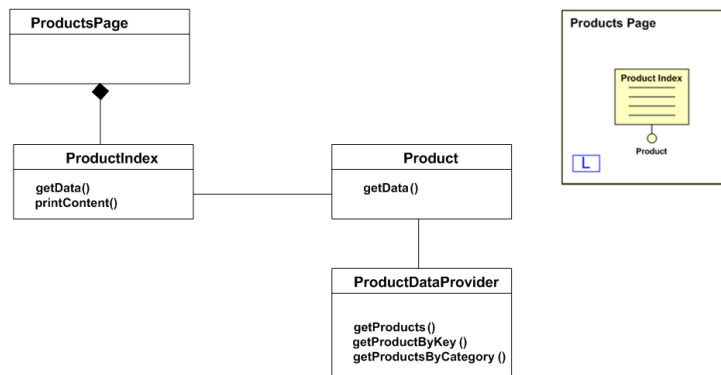 ProductsPage
ProductIndex
getData()
printContent()
Product
getData()
ProductDataProvider
getProducts()
getProductByKey ()
getProductsByCategory ()
Products Page
Product Index
Product
L